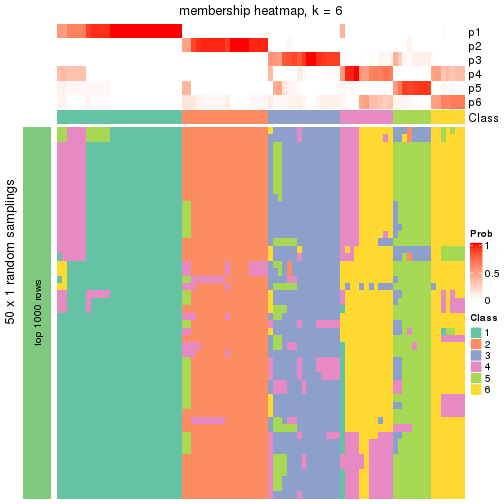 membership heatmap, k = 6
p1
p2
p3
p4
p5
p6
Class
50 x 1 random samplings
top 1000 rows
Prob
1
0.5
0
Class
1
2
3
4
5
6